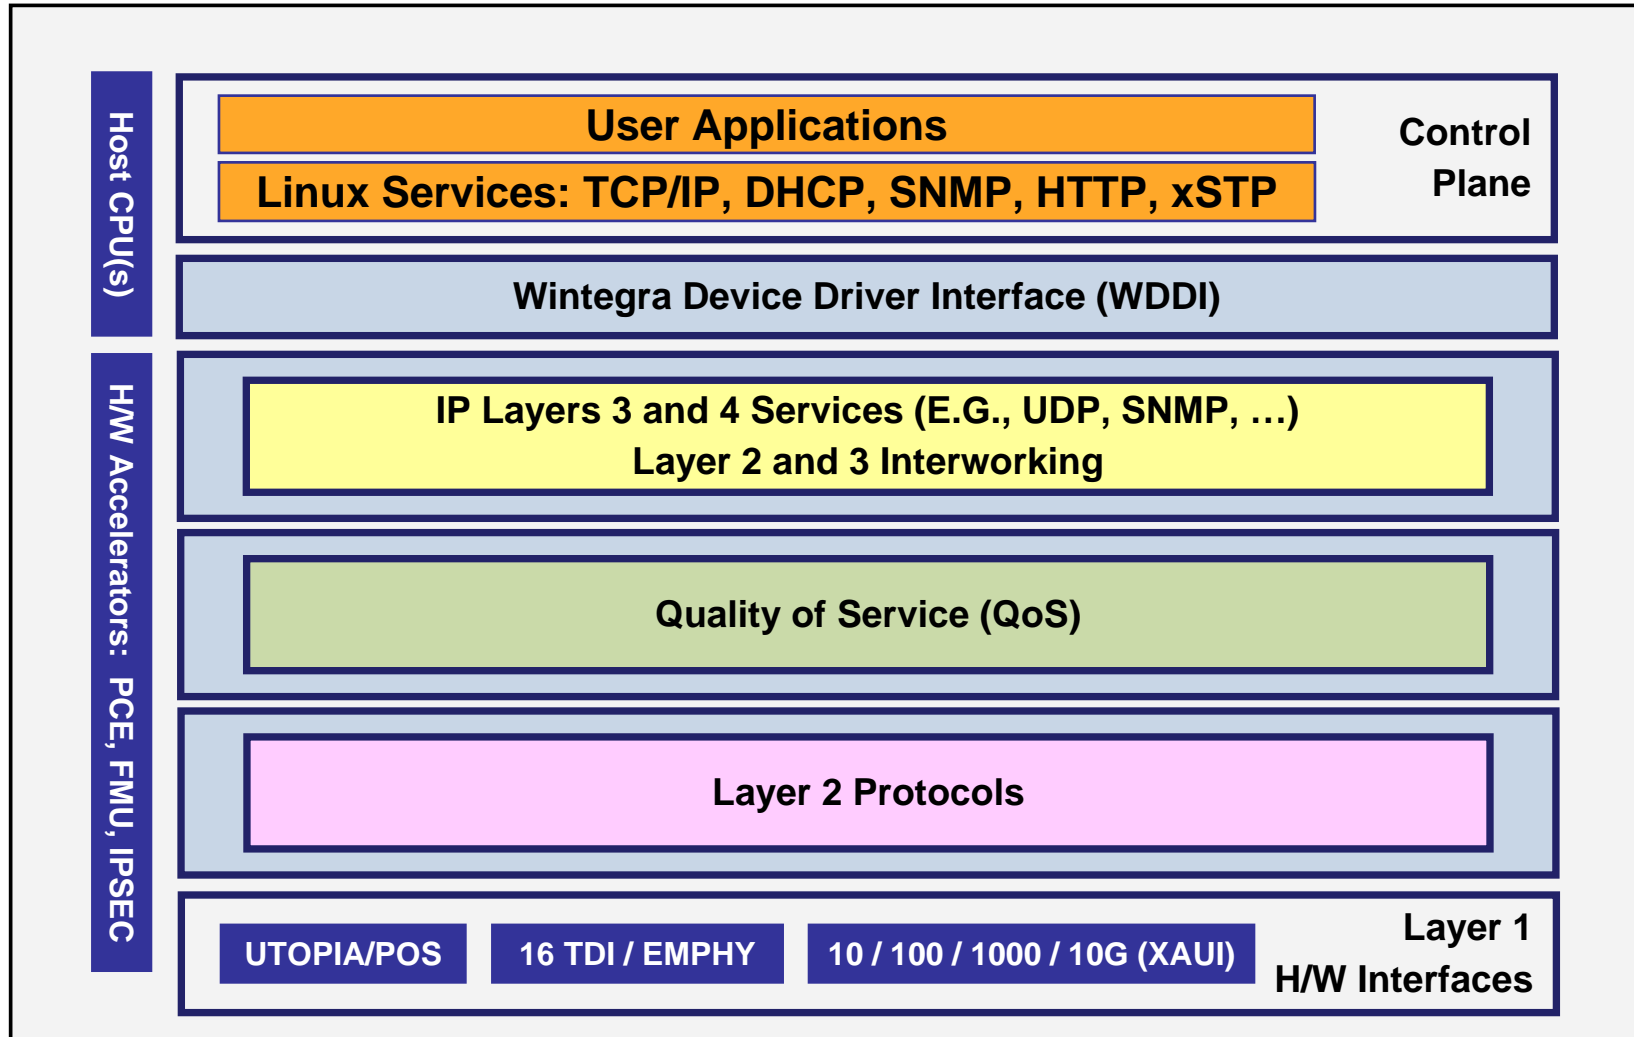 Host CPU(s)
User Applications
Linux Services: TCP/IP, DHCP, SNMP, HTTP, xSTP
Control
Plane
Wintegra Device Driver Interface (WDDI)
H/W Accelerators: PCE, FMU, IPSEC
IP Layers 3 and 4 Services (E.G., UDP, SNMP, …)
Layer 2 and 3 Interworking
Quality of Service (QoS)
Layer 2 Protocols
UTOPIA/POS
16 TDI / EMPHY
10 / 100 / 1000 / 10G (XAUI)
Layer 1
H/W Interfaces